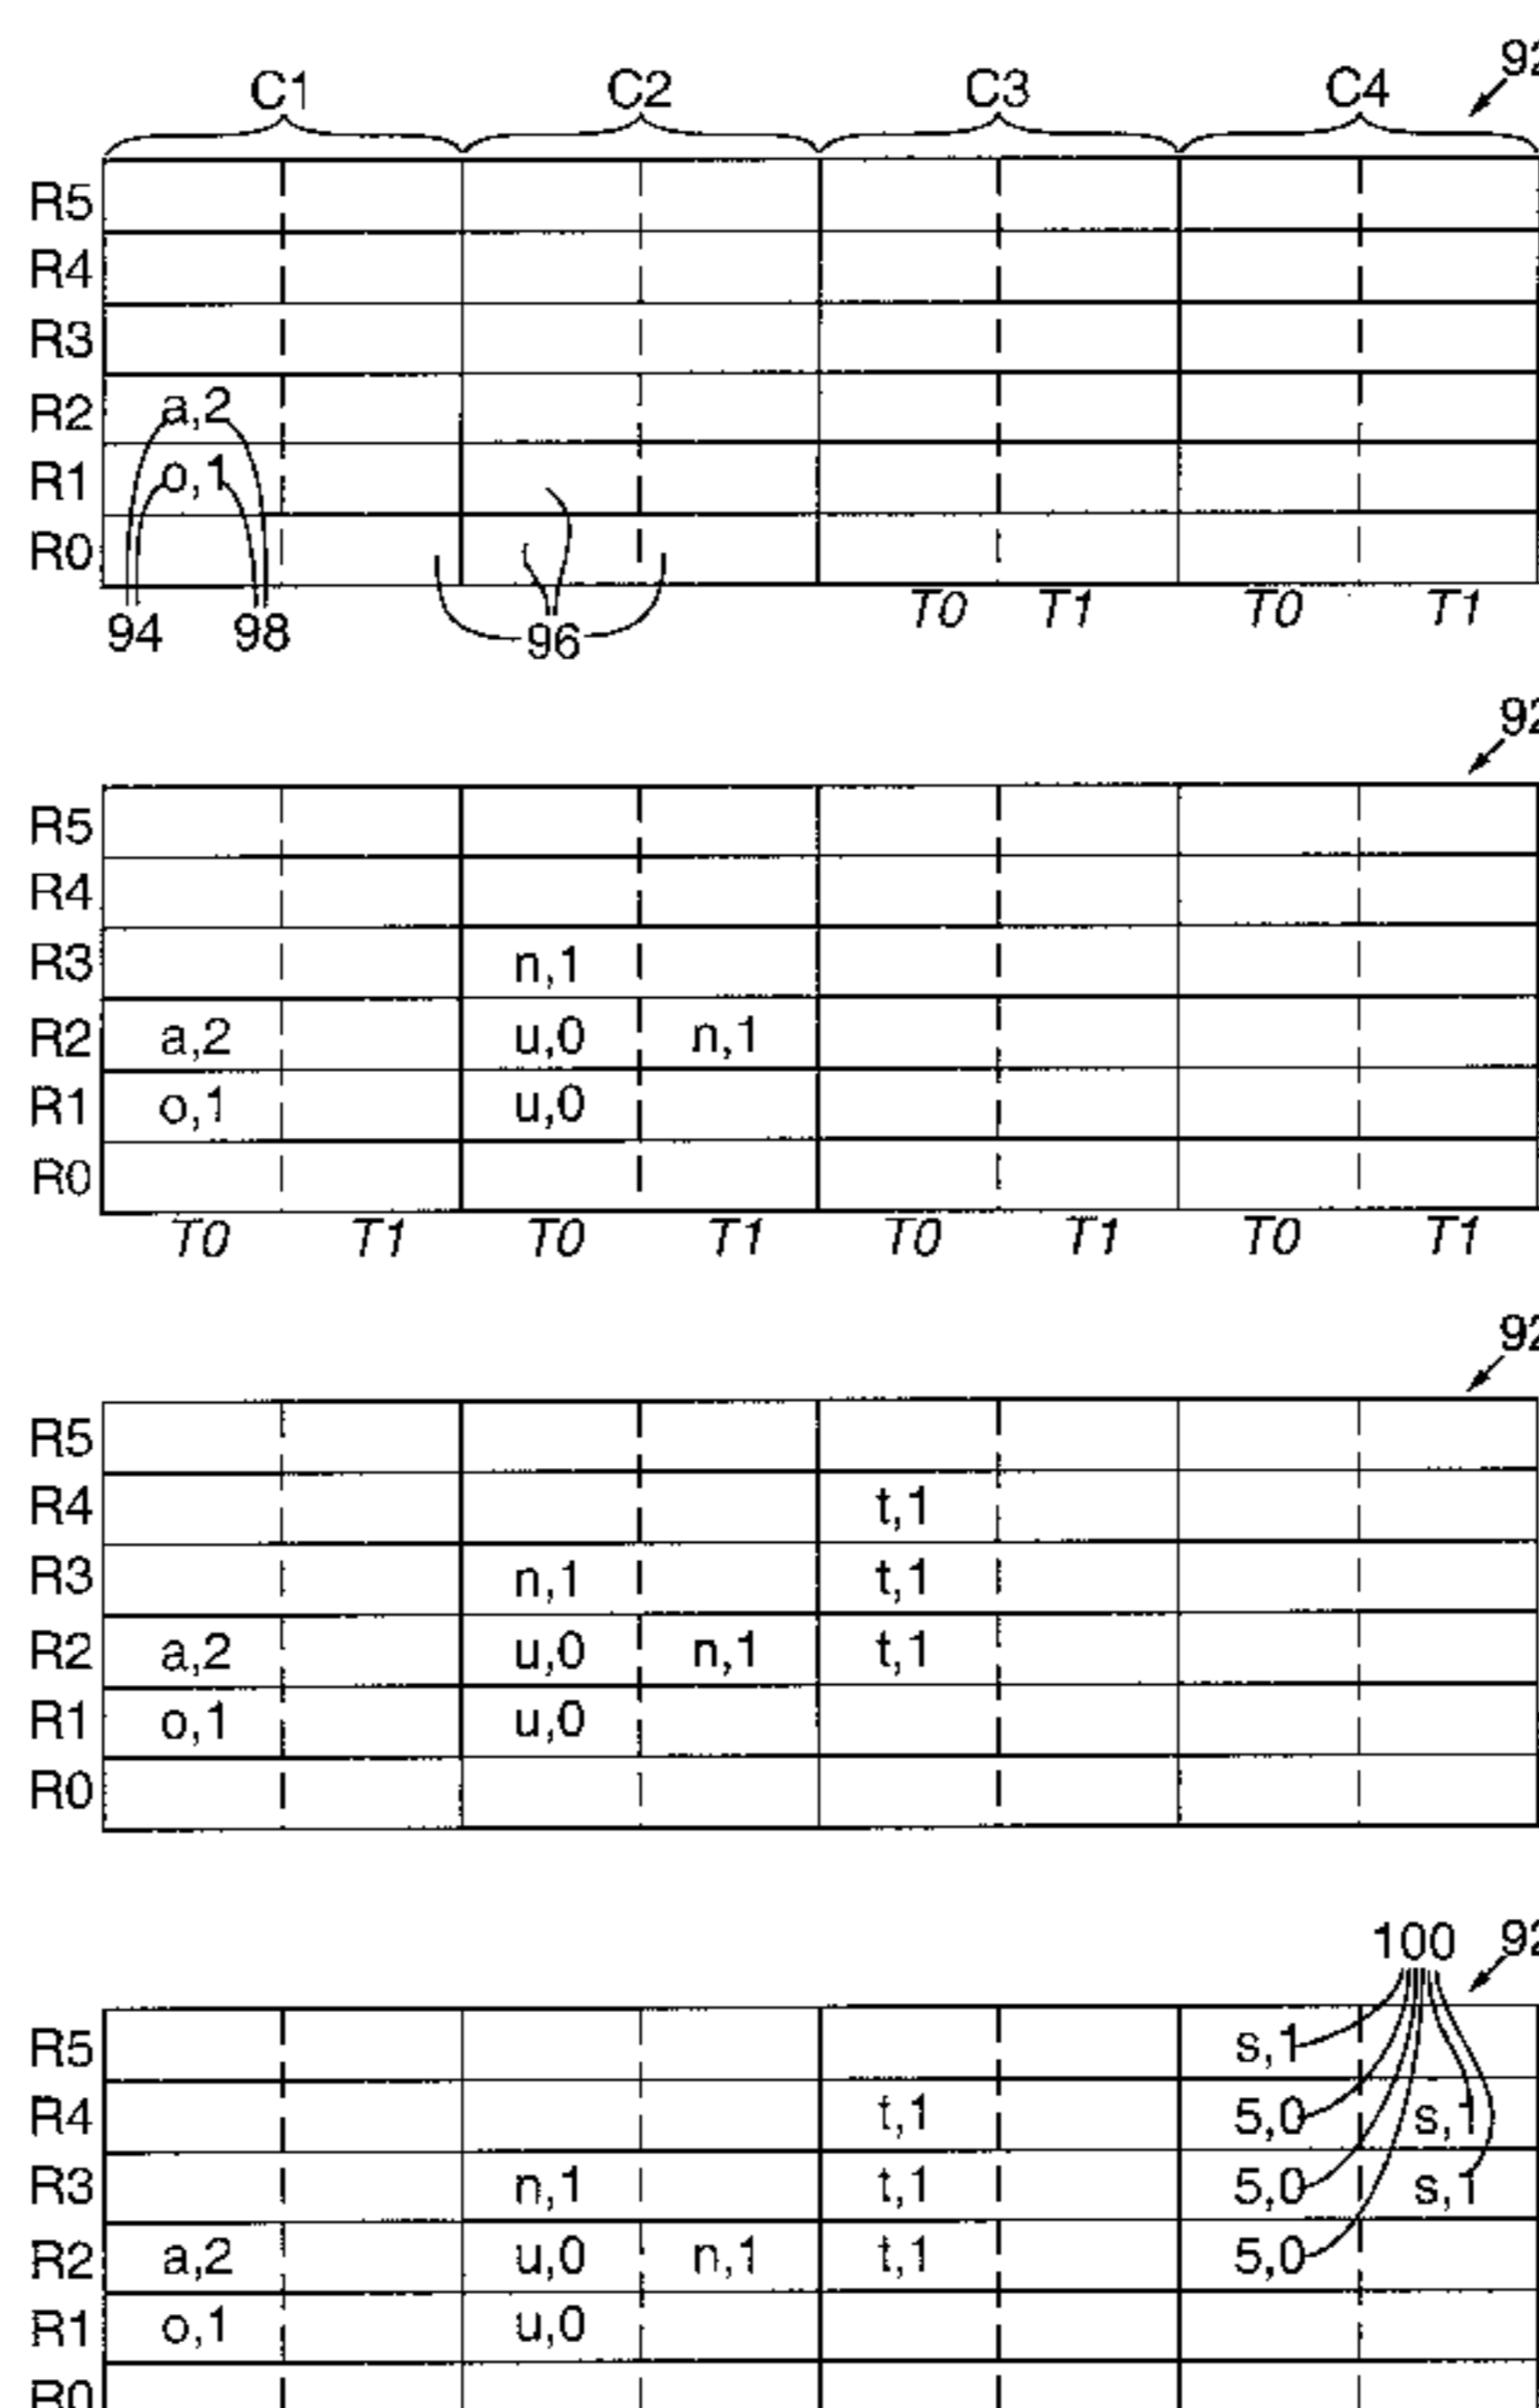 C1 C2 C3 C4 92
R5
R4
R3
R2 a,2
R1 o,1
R0
T0 T1 T0 T1
94 98 96
92
R5
R4
R3 n,1
R2 a,2 u,0 n,1
R1 o,1 u,0
R0
T0 T1 T0 T1 T0 T1 T0 T1
92
R5
R4 t,1
R3 n,1 t,1
R2 a,2 u,0 n,1 t,1
R1 o,1 u,0
R0
100 92
R5 s,1
R4 t,1 5,0 s,1
R3 n,1 t,1 5,0 s,1
R2 a,2 u,0 n,1 t,1 5,0
R1 o,1 u,0
R0